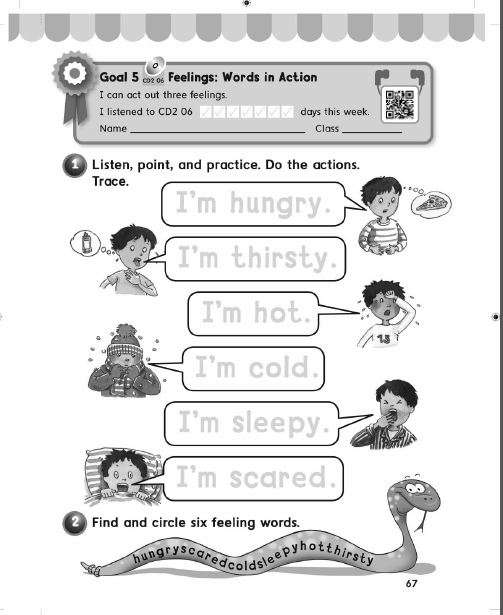 Goal 5 CD2 06 Feelings: Words in Action
I can act out three feelings.
I listened to CD2 06 days this week.
Name Class
1 Listen, point, and practice. Do the actions.
Trace.
I'm hungry.
I'm thirsty.
I'm hot.
13
I'm cold.
I'm sleepy.
I'm scared.
2 Find and circle six feeling words.
hungryscaredcoldsleepyhotthirsty
67